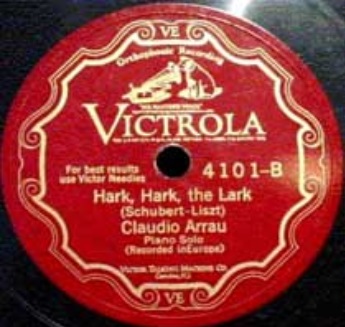 VE
Orthophonic Recording
"HIS MASTER'S VOICE"
VICTROLA
For best results
use Victor Needles
4101-B
Hark, Hark, the Lark
(Schubert-Liszt)
Claudio Arrau
Piano Solo
(Recorded in Europe)
VICTOR TALKING MACHINE CO.
Camden, N.J.
VE